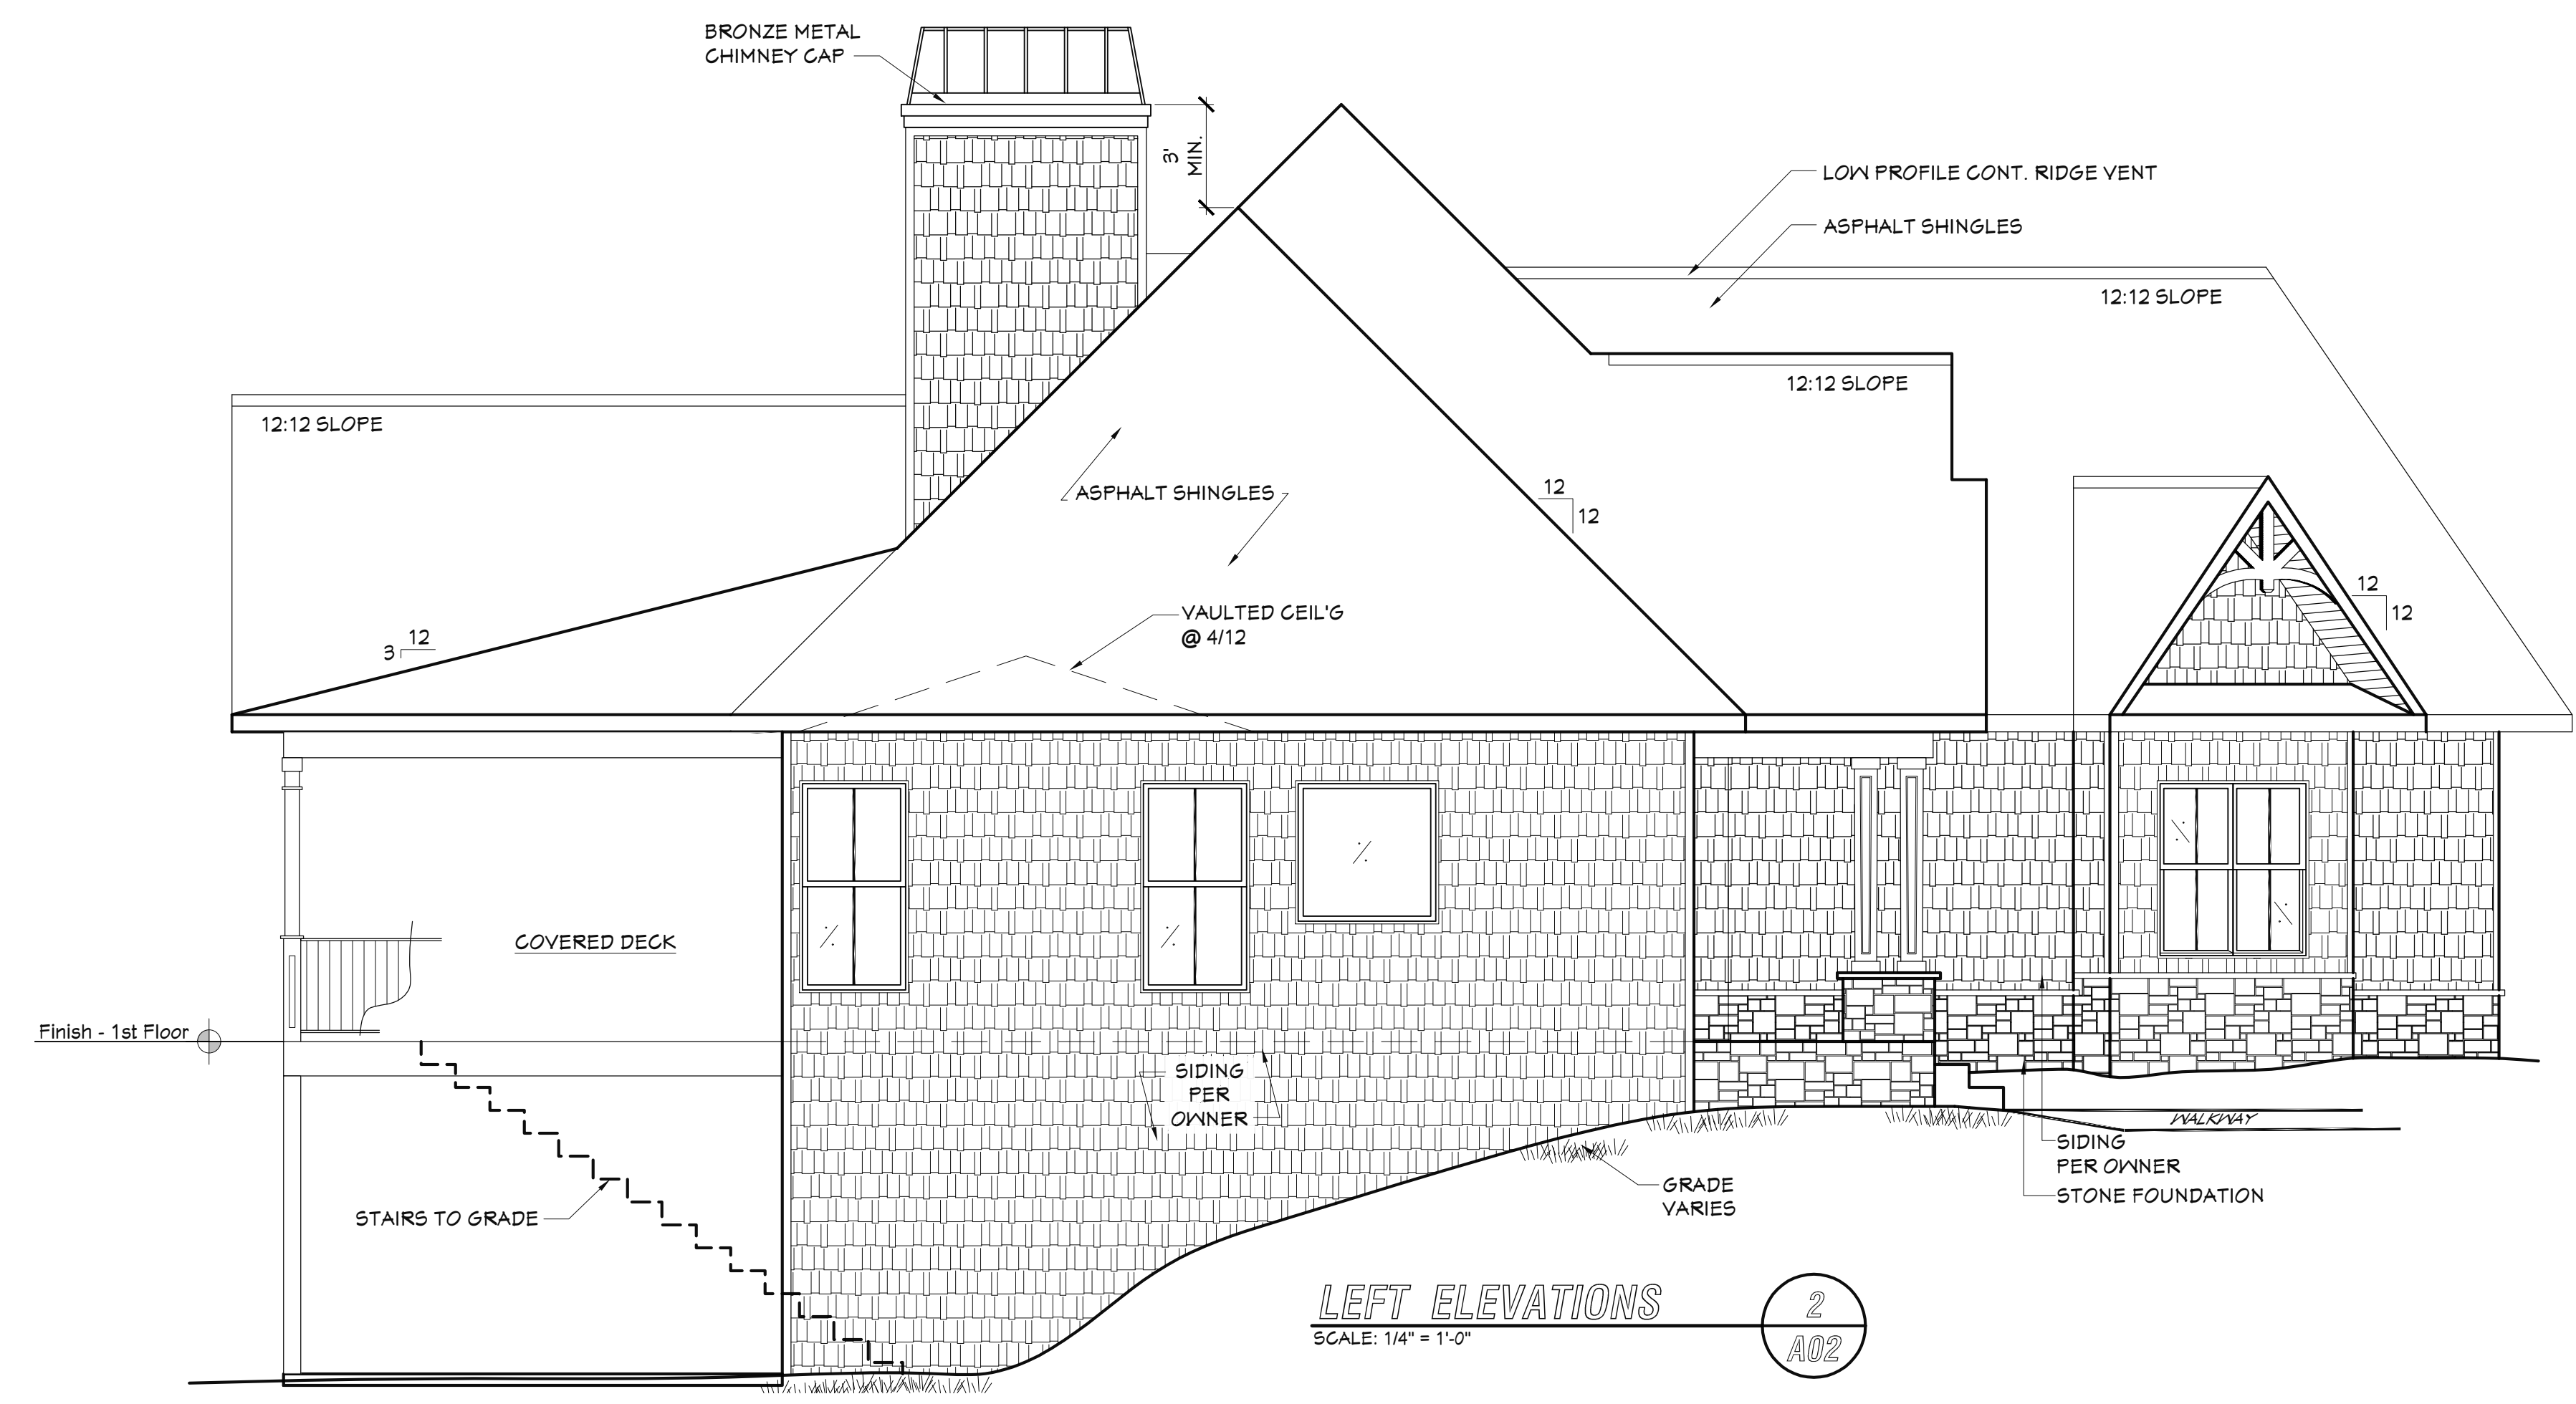 BRONZE METAL
CHIMNEY CAP
3'
MIN.
LOW PROFILE CONT. RIDGE VENT
ASPHALT SHINGLES
12:12 SLOPE
12:12 SLOPE
12:12 SLOPE
ASPHALT SHINGLES
12
12
12
12
VAULTED CEIL'G
@ 4/12
12
3
COVERED DECK
Finish - 1st Floor
SIDING
PER
OWNER
WALKWAY
SIDING
PER OWNER
STONE FOUNDATION
GRADE
VARIES
STAIRS TO GRADE
LEFT ELEVATIONS
SCALE: 1/4" = 1'-0"
2
A02